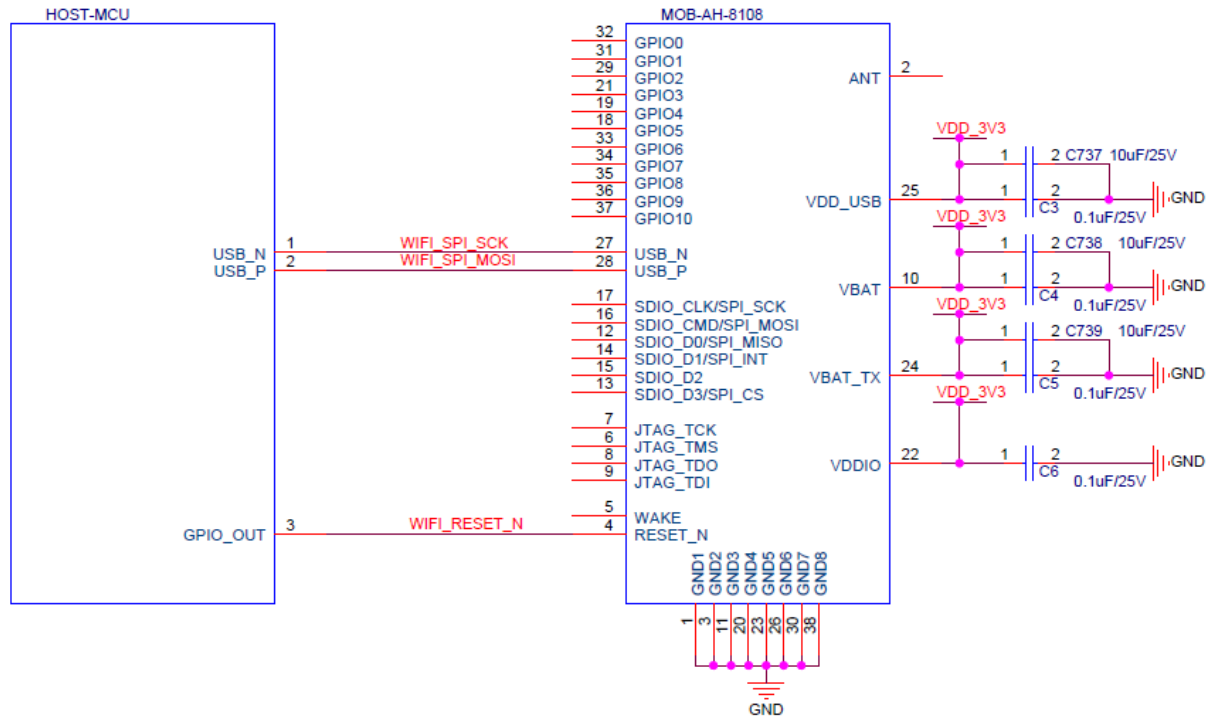 HOST-MCU
MOB-AH-8108
32 GPIO0
31 GPIO1
29 GPIO2
21 GPIO3
19 GPIO4
18 GPIO5
33 GPIO6
34 GPIO7
35 GPIO8
36 GPIO9
37 GPIO10
ANT 2
VDD_3V3
1 2 C737 10uF/25V
VDD_USB 25 1 2 GND
C3 0.1uF/25V
VDD_3V3
USB_N 1 WIFI_SPI_SCK 27 USB_N
USB_P 2 WIFI_SPI_MOSI 28 USB_P
1 2 C738 10uF/25V
VBAT 10 1 2 GND
C4 0.1uF/25V
VDD_3V3
17 SDIO_CLK/SPI_SCK
16 SDIO_CMD/SPI_MOSI
12 SDIO_D0/SPI_MISO
14 SDIO_D1/SPI_INT
15 SDIO_D2
13 SDIO_D3/SPI_CS
1 2 C739 10uF/25V
VBAT_TX 24 1 2 GND
C5 0.1uF/25V
VDD_3V3
7 JTAG_TCK
6 JTAG_TMS
8 JTAG_TDO
9 JTAG_TDI
VDDIO 22 1 2 GND
C6 0.1uF/25V
5 WAKE
GPIO_OUT 3 WIFI_RESET_N 4 RESET_N
GND1 GND2 GND3 GND4 GND5 GND6 GND7 GND8
1 3 11 20 23 26 30 38
GND